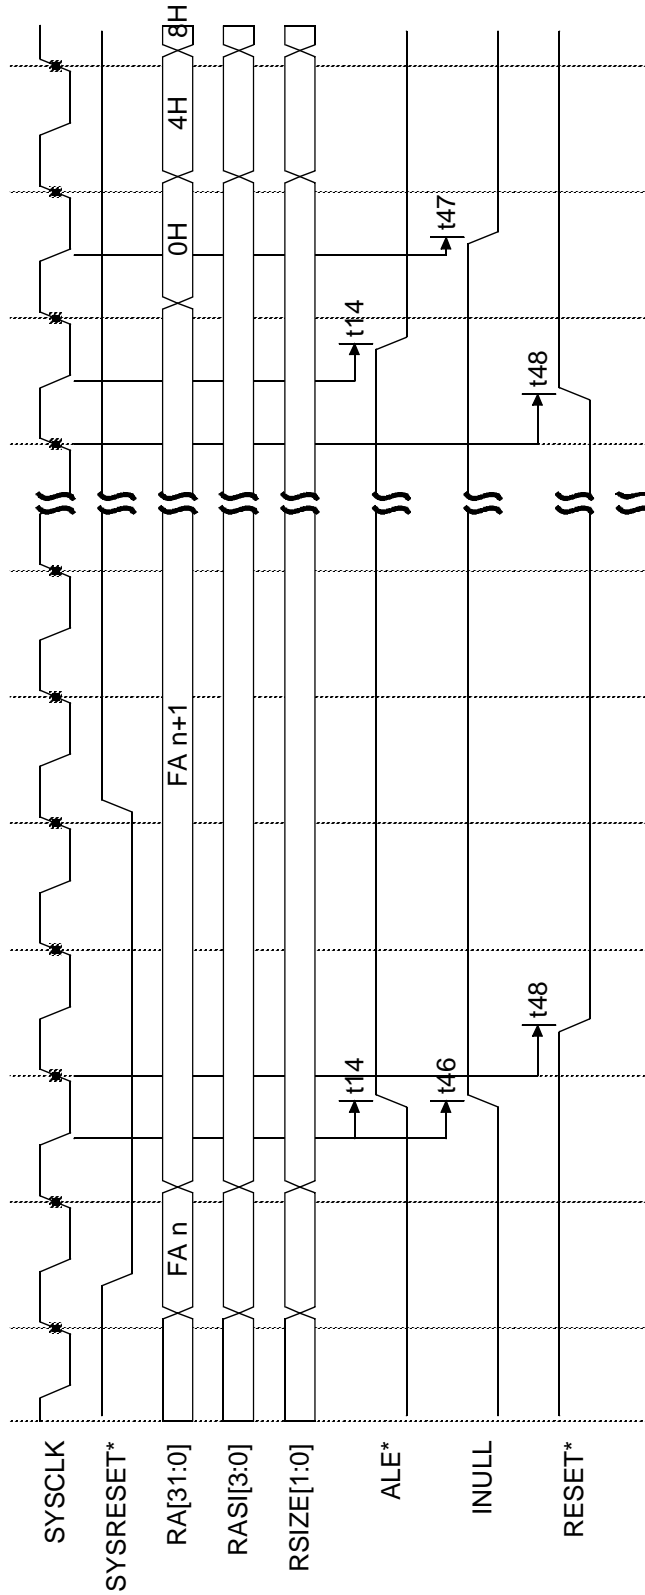 SYSCLK
SYSRESET*
RA[31:0]
FA n
FA n+1
0H
4H
8H
RASI[3:0]
RSIZE[1:0]
ALE*
t14
t14
INULL
t46
t47
RESET*
t48
t48